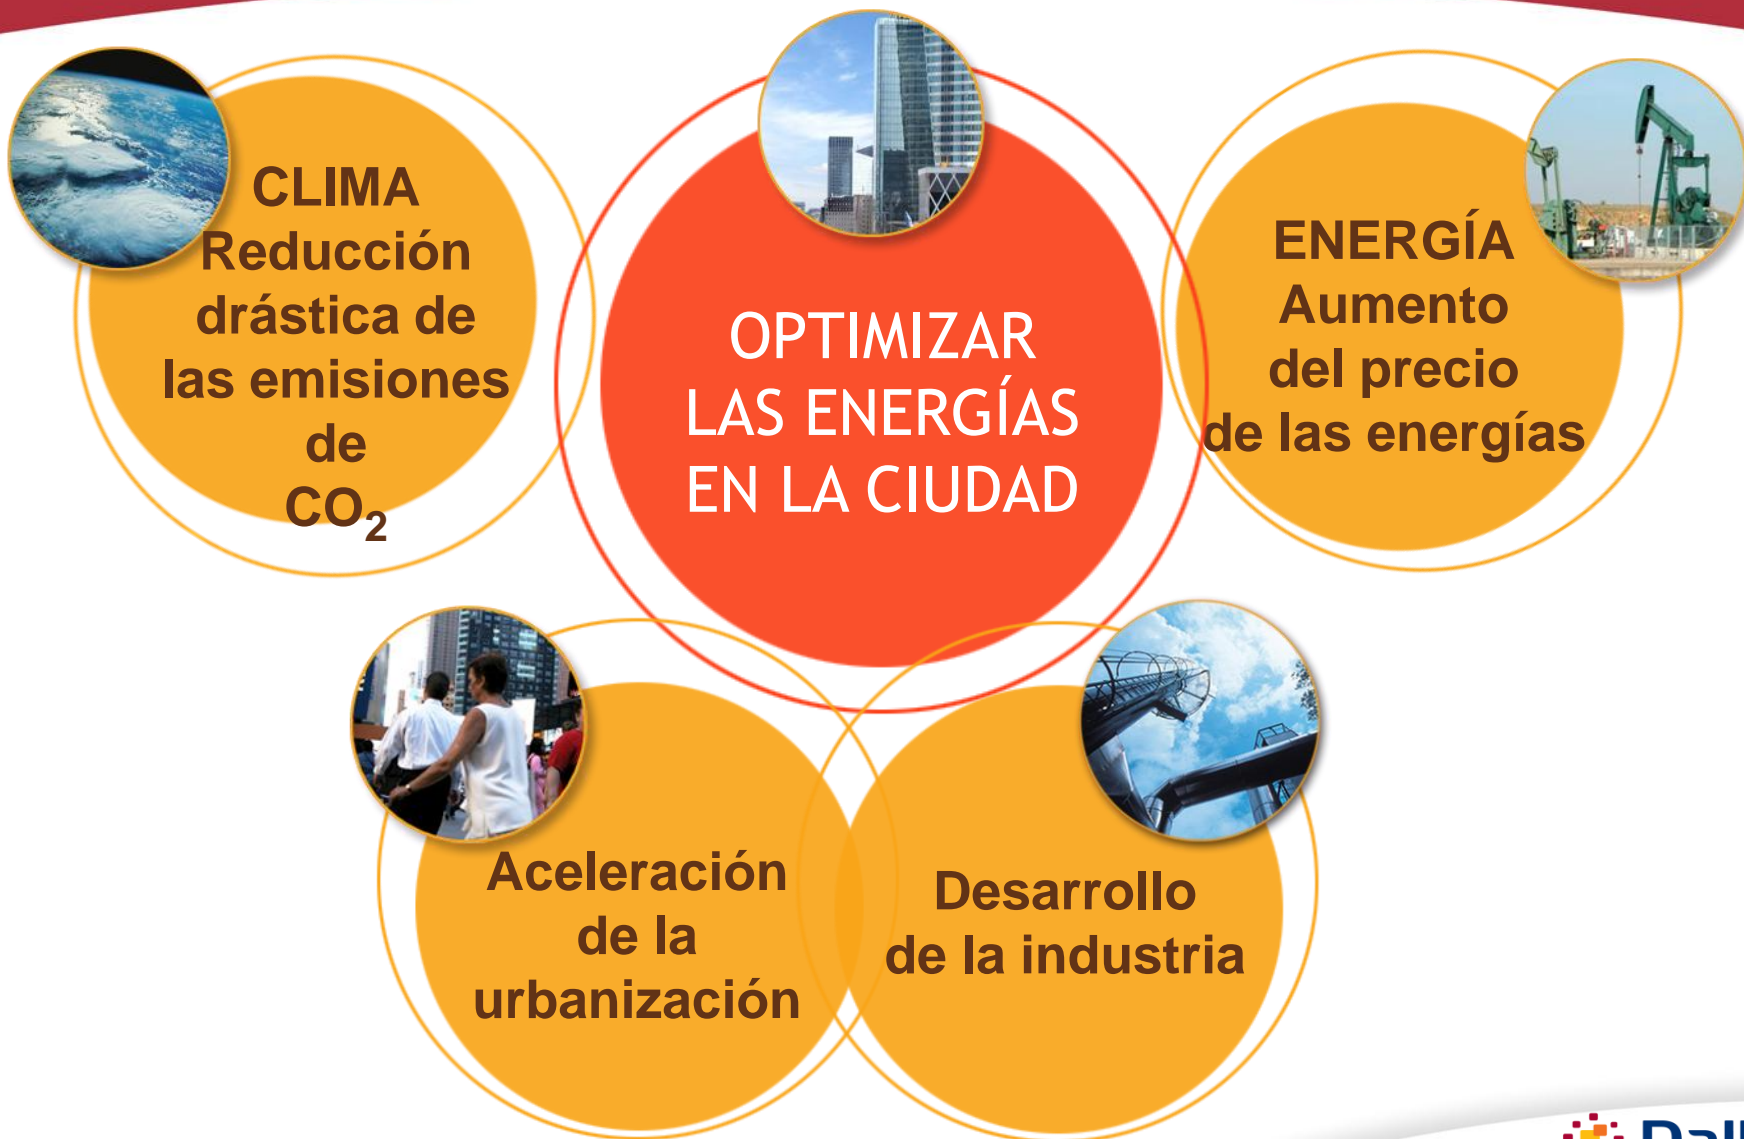 CLIMA
Reducción
drástica de
las emisiones
de
CO₂
OPTIMIZAR
LAS ENERGÍAS
EN LA CIUDAD
ENERGÍA
Aumento
del precio
de las energías
Aceleración
de la
urbanización
Desarrollo
de la industria